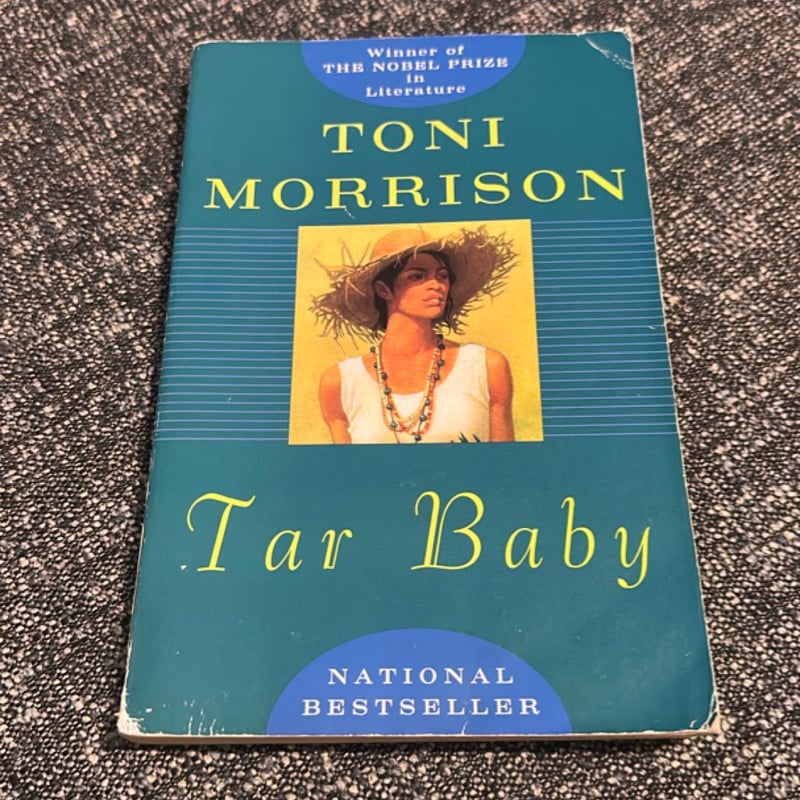 Winner of
THE NOBEL PRIZE
in
Literature
TONI
MORRISON
Tar Baby
NATIONAL
BESTSELLER